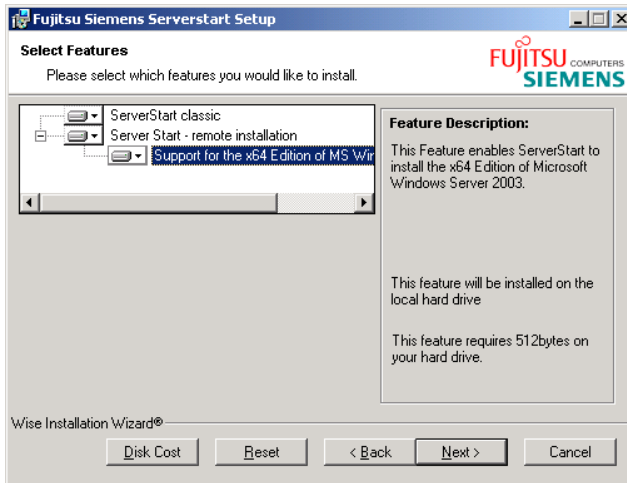 Fujitsu Siemens Serverstart Setup
Select Features
Please select which features you would like to install.
FUJITSU COMPUTERS
SIEMENS
ServerStart classic
Server Start - remote installation
Support for the x64 Edition of MS Wir
Feature Description:
This Feature enables ServerStart to
install the x64 Edition of Microsoft
Windows Server 2003.
This feature will be installed on the
local hard drive
This feature requires 512bytes on
your hard drive.
Wise Installation Wizard®
Disk Cost
Reset
< Back
Next >
Cancel